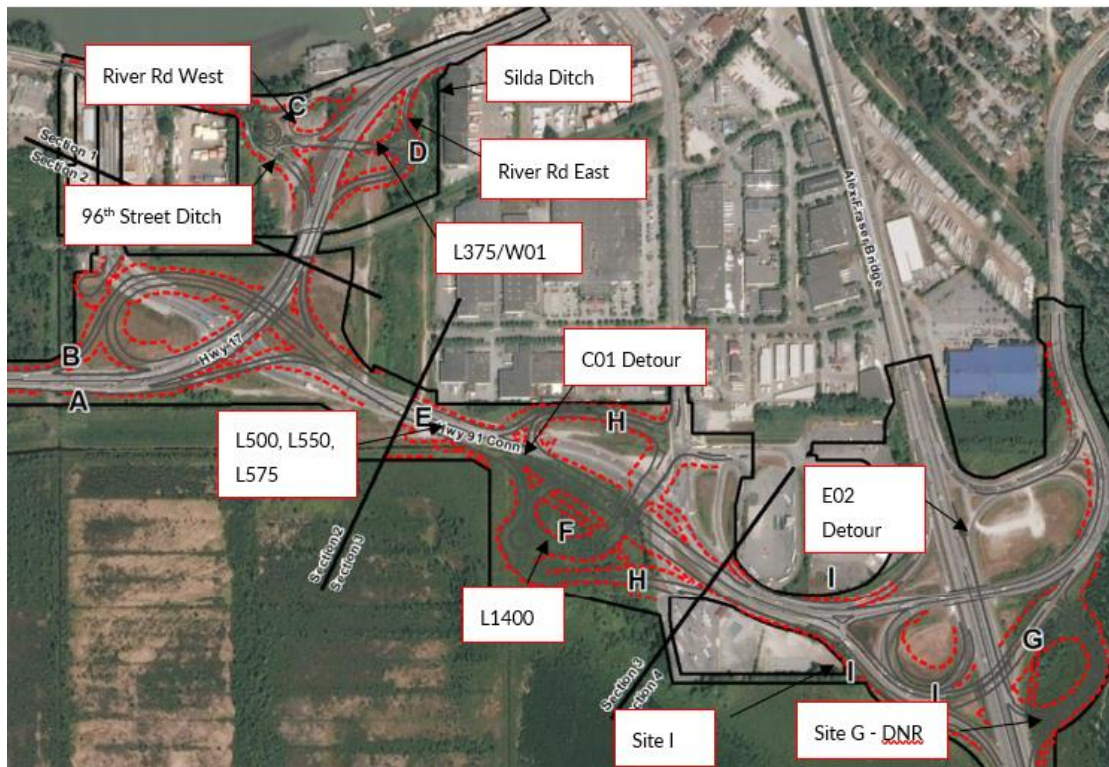 River Rd West
Silda Ditch
C
Section 1
Section 2
D
River Rd East
96th Street Ditch
L375/W01
Alex Fraser Bridge
Hwy 17
B
A
C01 Detour
E
Hwy 91 Conn
H
L500, L550,
L575
E02
Detour
F
Section 2
Section 3
H
I
L1400
G
Section 3
Section 4
I
I
Site I
Site G - DNR